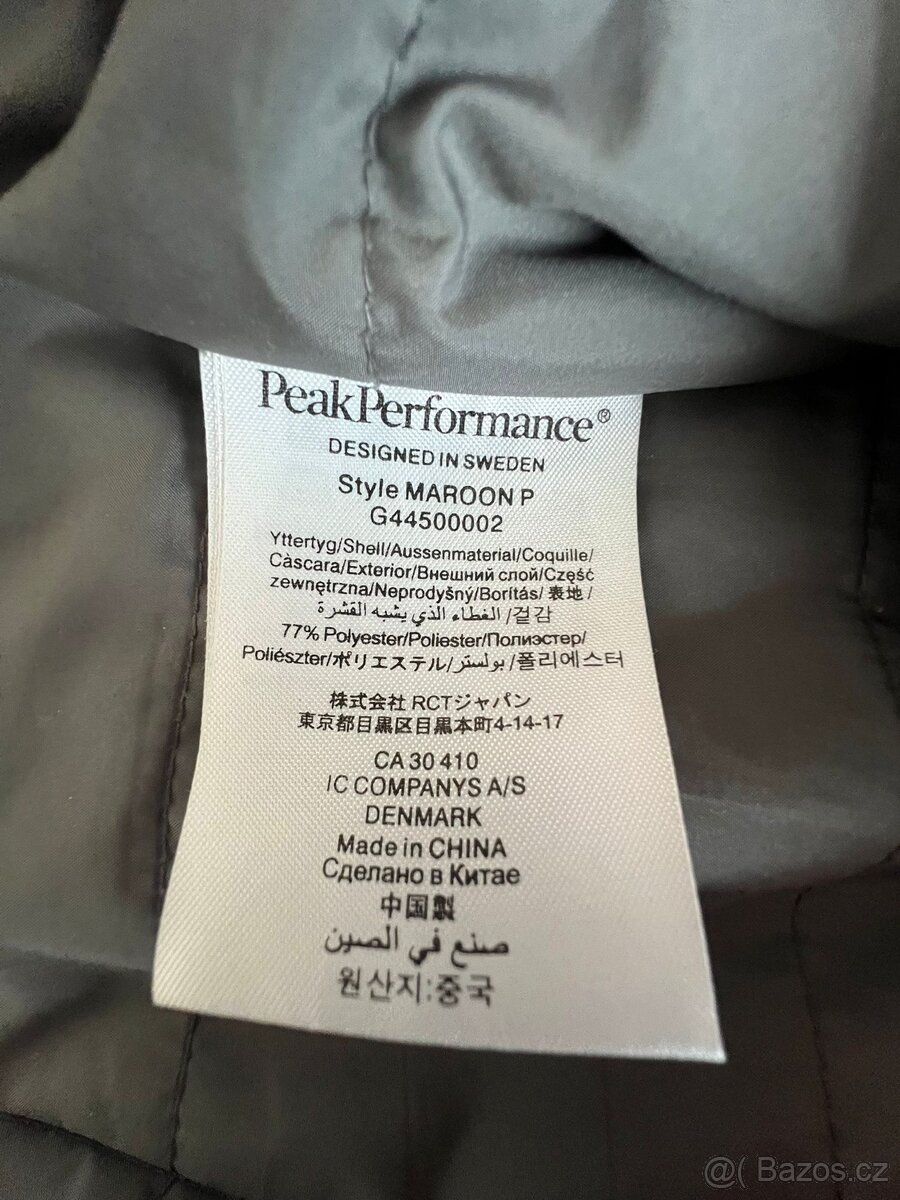 PeakPerformance®
DESIGNED IN SWEDEN
Style MAROON P
G44500002
Yttertyg/Shell/Aussenmaterial/Coquille/
Càscara/Exterior/Внешний слой/Część
zewnętrzna/Neprodyšný/Borítás/表地/
الغطاء الذي يشبه القشرة/겉감
77% Polyester/Poliester/Полиэстер/
Poliészter/ポリエステル/بولستر/폴리에스터
株式会社 RCTジャパン
東京都目黒区目黒本町4-14-17
CA 30 410
IC COMPANYS A/S
DENMARK
Made in CHINA
Сделано в Китае
中国製
صنع في الصين
원산지:중국
@( Bazos.cz